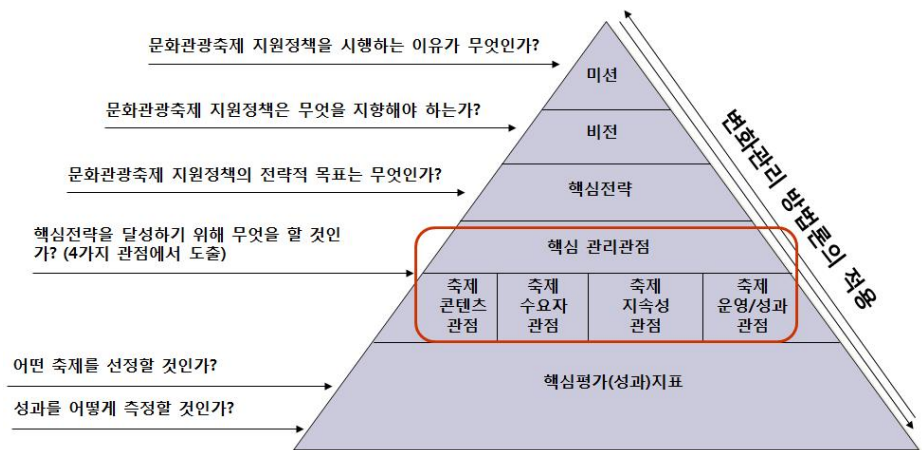 문화관광축제 지원정책을 시행하는 이유가 무엇인가?
미션
문화관광축제 지원정책은 무엇을 지향해야 하는가?
비전
문화관광축제 지원정책의 전략적 목표는 무엇인가?
핵심전략
핵심전략을 달성하기 위해 무엇을 할 것인
가? (4가지 관점에서 도출)
핵심 관리관점
축제
콘텐츠
관점
축제
수요자
관점
축제
지속성
관점
축제
운영/성과
관점
어떤 축제를 선정할 것인가?
성과를 어떻게 측정할 것인가?
핵심평가(성과)지표
변화관리 방법론의 적용